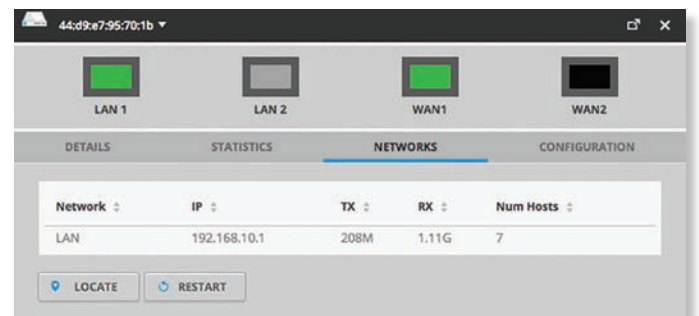 44:d9:e7:95:70:1b
LAN 1 LAN 2 WAN1 WAN2
DETAILS STATISTICS NETWORKS CONFIGURATION
Network IP TX RX Num Hosts
LAN 192.168.10.1 208M 1.11G 7
LOCATE RESTART